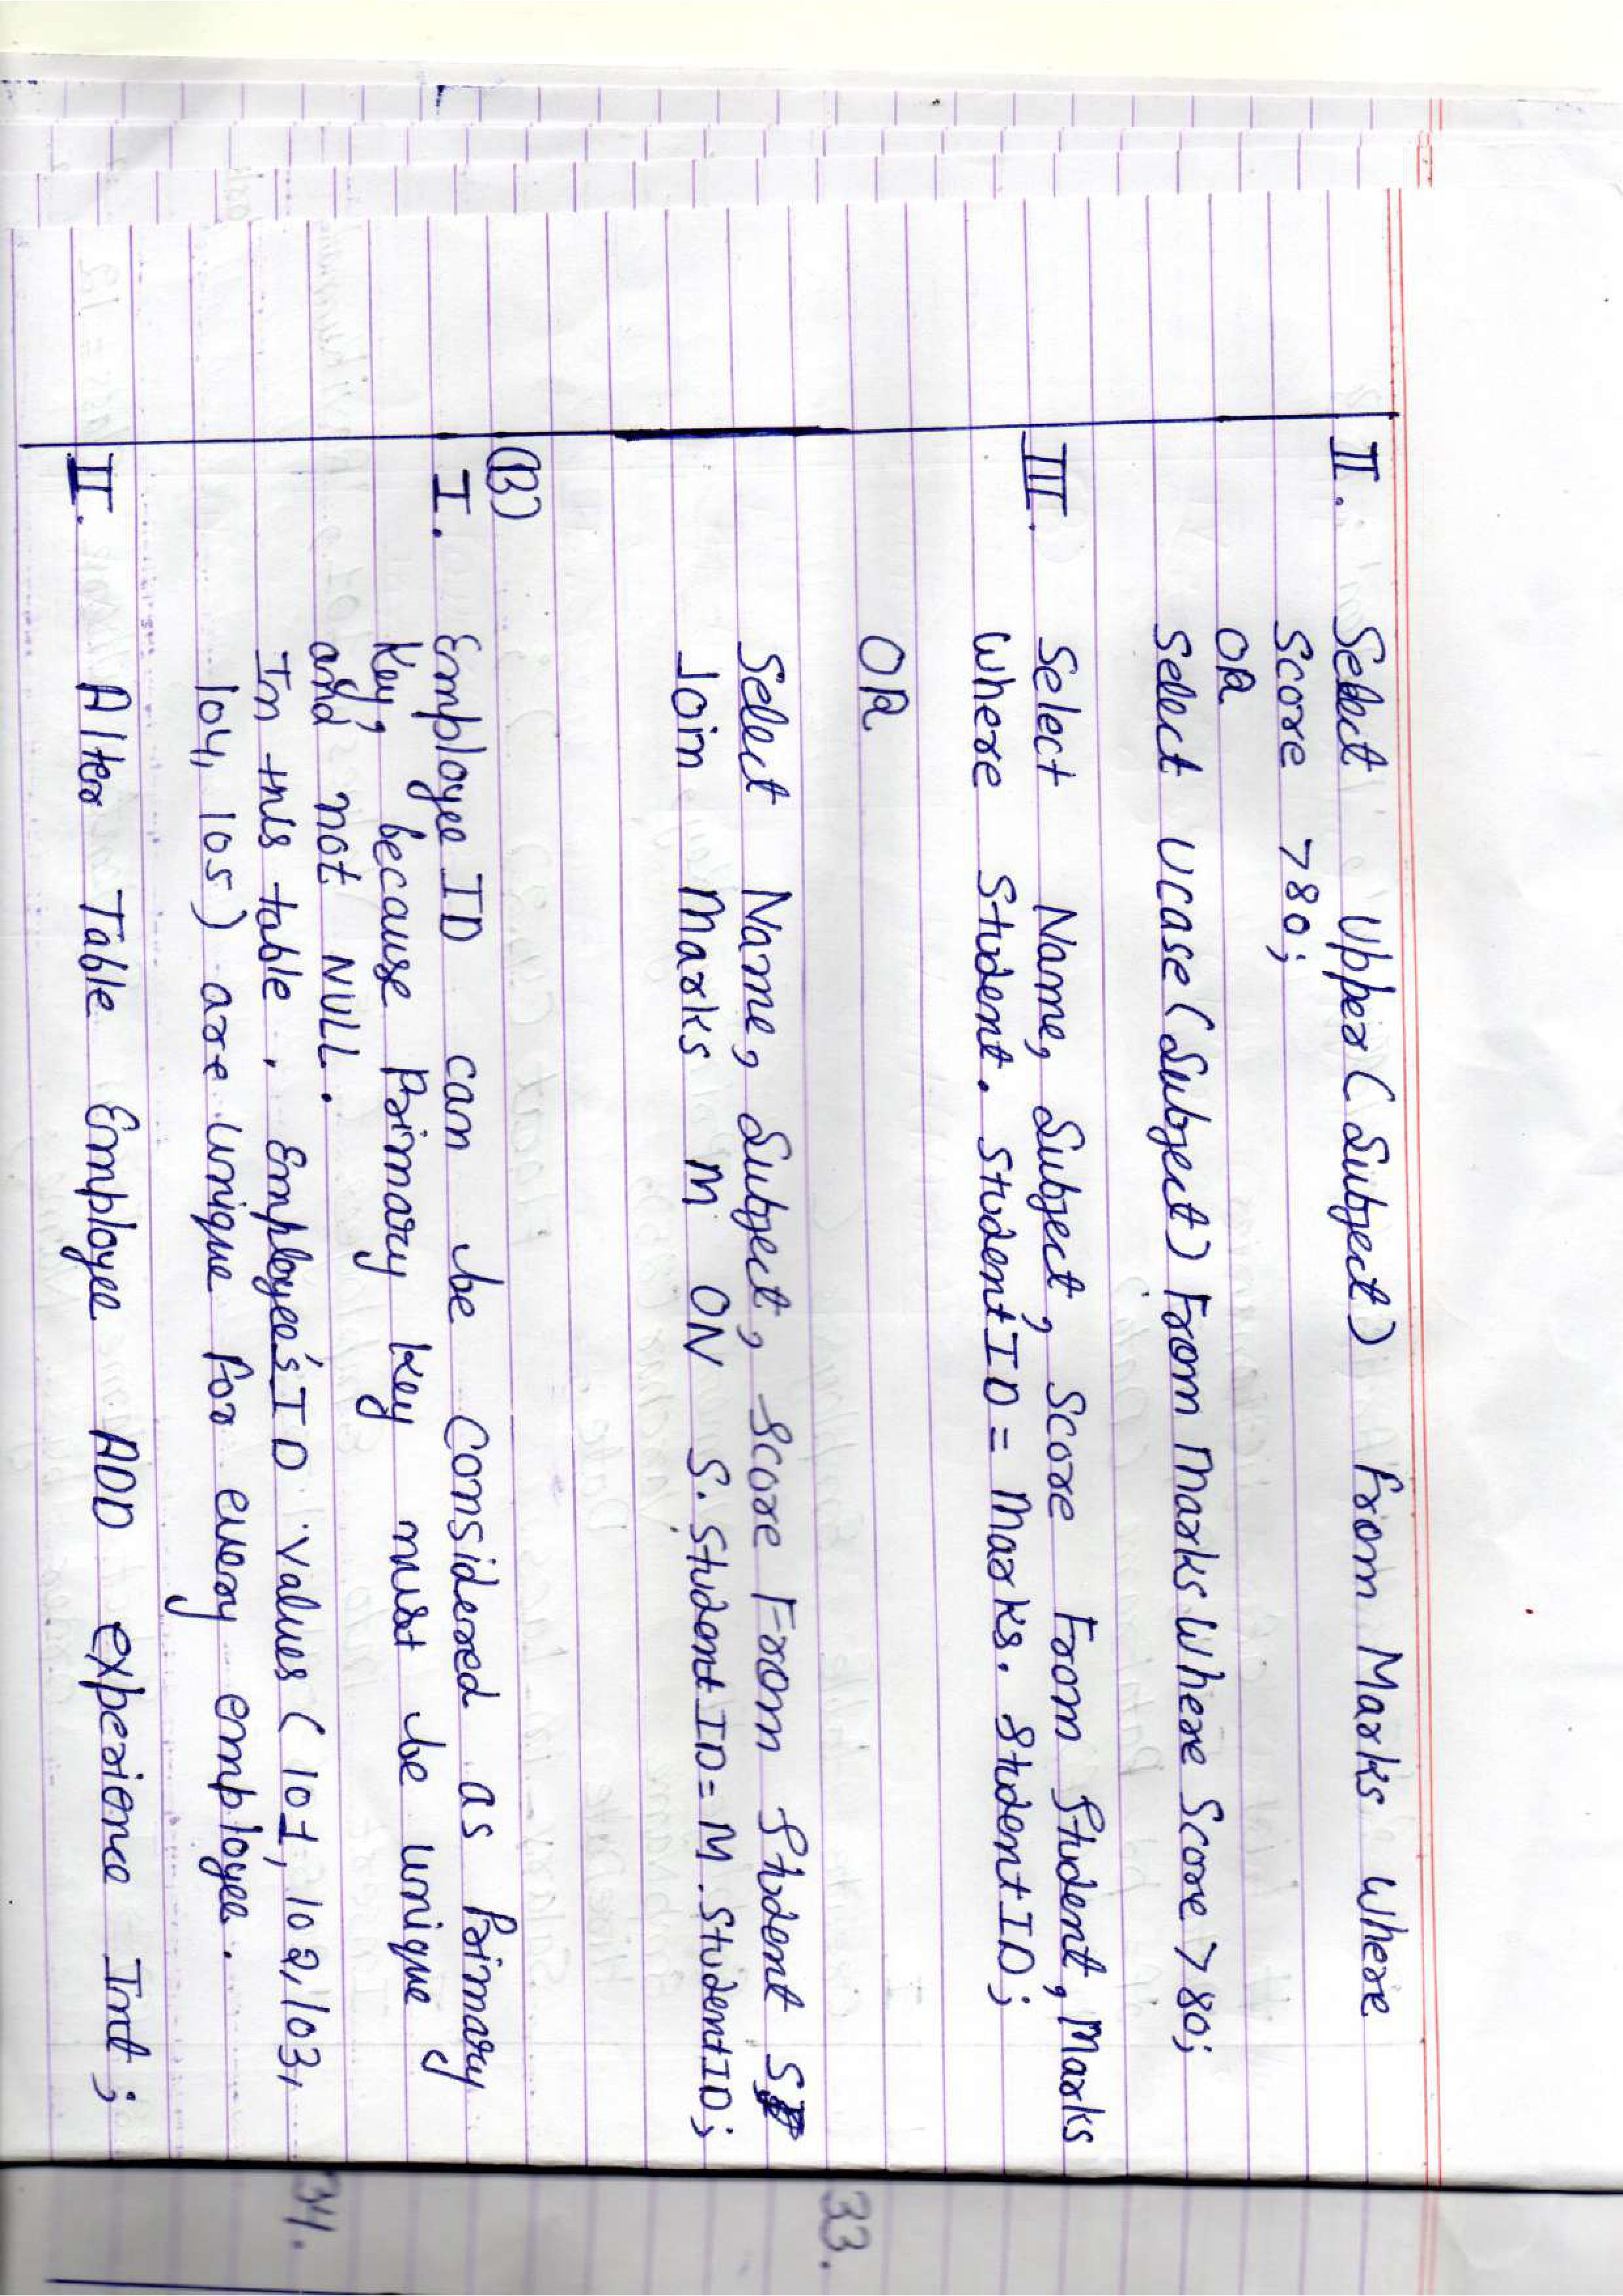 II. Select Upper (Subject) From Marks Where
Score >80;
OR
Select Ucase (Subject) From Marks Where Score > 80;
III. Select Name, Subject, Score From Student, Marks
Where Student. StudentID = Marks. StudentID;
OR
Select Name, Subject, Score From Student S
Join Marks M ON S. StudentID = M. StudentID;
(B)
I. Employee ID can be Considered as Primary
Key, because Primary Key must be unique
and not NULL.
In this table. Employee's ID Values (101, 102, 103,
104, 105) are Unique for every employee.
II. Alter Table Employee ADD experience Int;
33.
34.